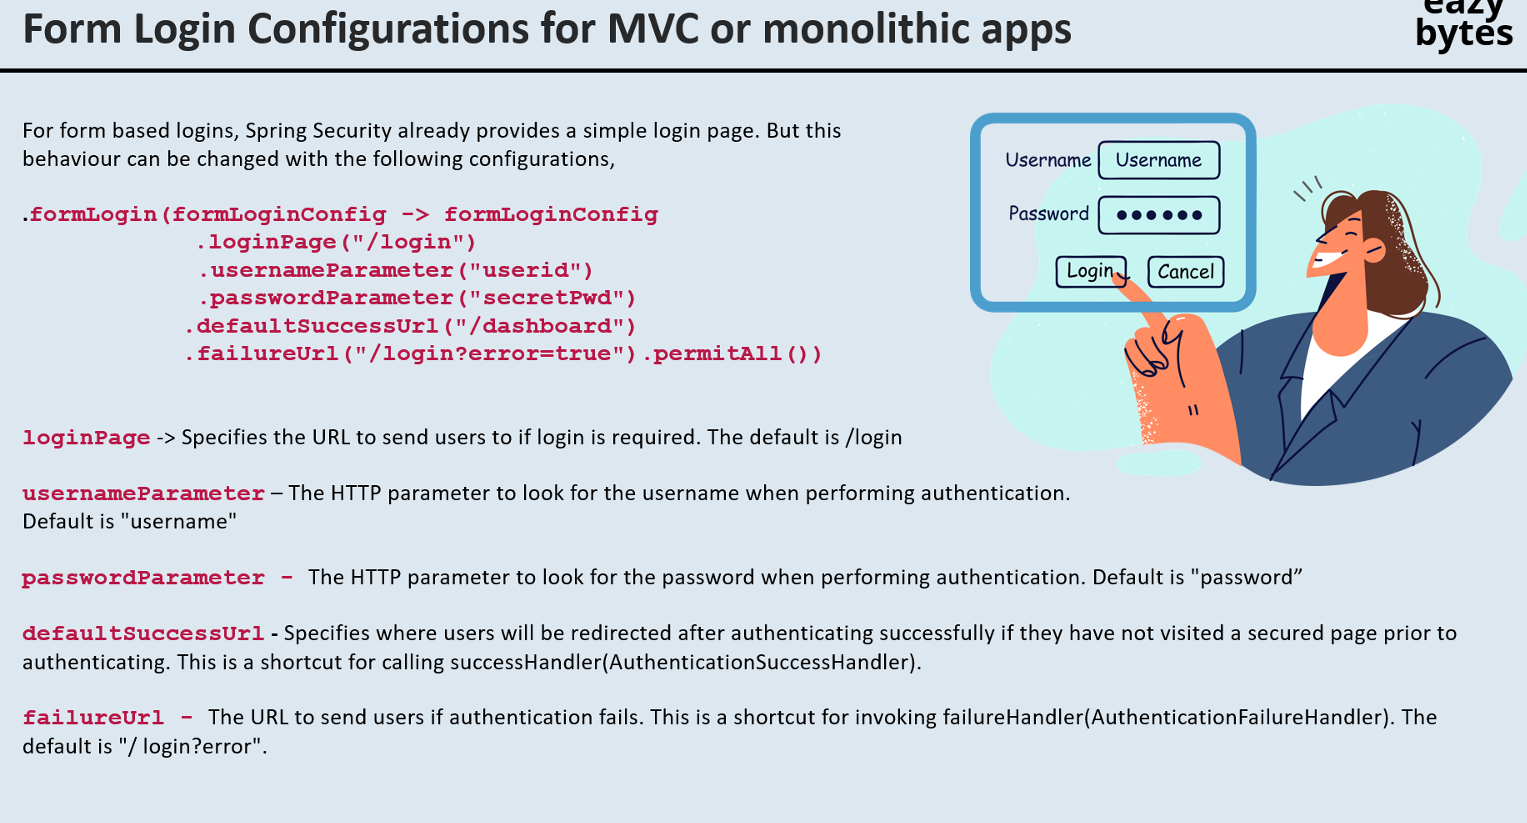 Form Login Configurations for MVC or monolithic apps
eazy
bytes
For form based logins, Spring Security already provides a simple login page. But this
behaviour can be changed with the following configurations,
.formLogin(formLoginConfig -> formLoginConfig
.loginPage("/login")
.usernameParameter("userid")
.passwordParameter("secretPwd")
.defaultSuccessUrl("/dashboard")
.failureUrl("/login?error=true").permitAll())
Username Username
Password ●●●●●●
Login Cancel
loginPage -> Specifies the URL to send users to if login is required. The default is /login
usernameParameter – The HTTP parameter to look for the username when performing authentication.
Default is "username"
passwordParameter - The HTTP parameter to look for the password when performing authentication. Default is "password”
defaultSuccessUrl - Specifies where users will be redirected after authenticating successfully if they have not visited a secured page prior to
authenticating. This is a shortcut for calling successHandler(AuthenticationSuccessHandler).
failureUrl - The URL to send users if authentication fails. This is a shortcut for invoking failureHandler(AuthenticationFailureHandler). The
default is "/ login?error".